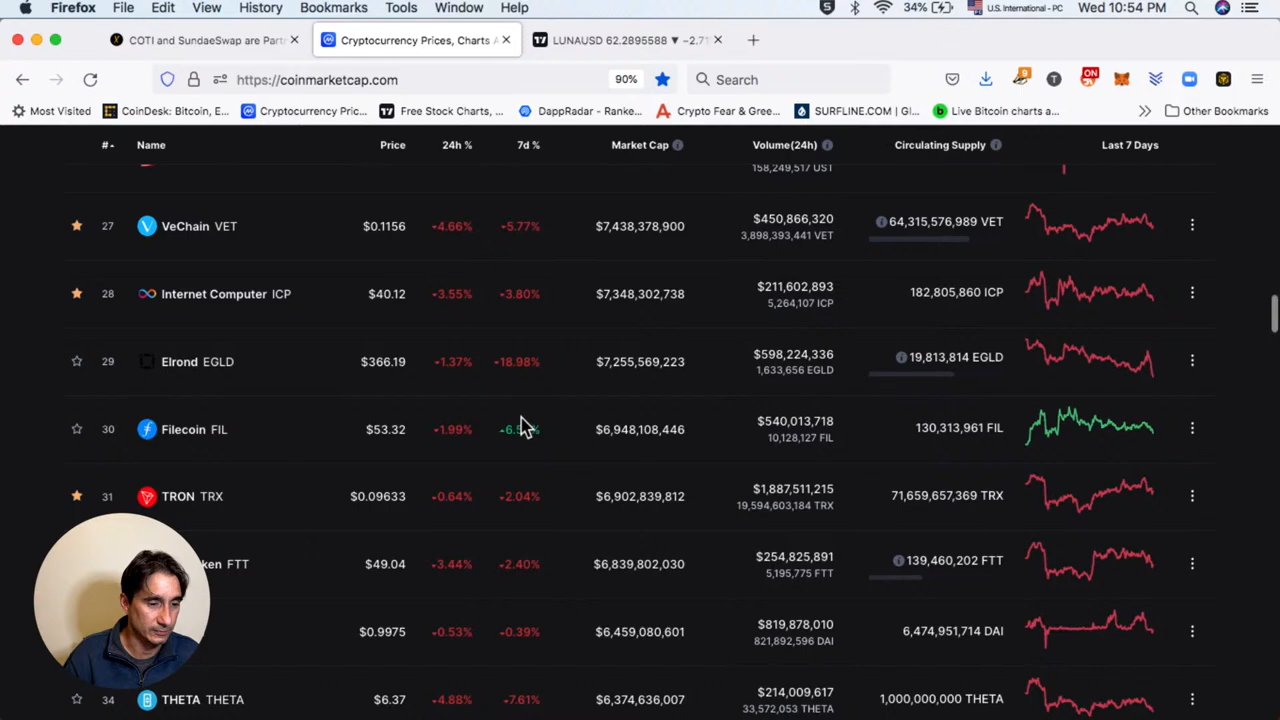 Firefox File Edit View History Bookmarks Tools Window Help 34% U.S. International - PC Wed 10:54 PM
COTI and SundaeSwap are Part Cryptocurrency Prices, Charts A LUNAUSD 62.2895588 ▼ −2.71
https://coinmarketcap.com 90% Search 9 T ON
Most Visited CoinDesk: Bitcoin, E... Cryptocurrency Pric... Free Stock Charts, ... DappRadar - Ranke... Crypto Fear & Gree... SURFLINE.COM | Gl... Live Bitcoin charts a... Other Bookmarks
# Name Price 24h % 7d % Market Cap Volume(24h) Circulating Supply Last 7 Days
158,249,517 UST
27 VeChain VET $0.1156 4.66% 5.77% $7,438,378,900 $450,866,320 64,315,576,989 VET
3,898,393,441 VET
28 Internet Computer ICP $40.12 3.55% 3.80% $7,348,302,738 $211,602,893 182,805,860 ICP
5,264,107 ICP
29 Elrond EGLD $366.19 1.37% 18.98% $7,255,569,223 $598,224,336 19,813,814 EGLD
1,633,656 EGLD
30 Filecoin FIL $53.32 1.99% $6,948,108,446 $540,013,718 130,313,961 FIL
10,128,127 FIL
31 TRON TRX $0.09633 0.64% 2.04% $6,902,839,812 $1,887,511,215 71,659,657,369 TRX
19,594,603,184 TRX
ken FTT $49.04 3.44% 2.40% $6,839,802,030 $254,825,891 139,460,202 FTT
5,195,775 FTT
$0.9975 0.53% 0.39% $6,459,080,601 $819,878,010 6,474,951,714 DAI
821,892,596 DAI
34 THETA THETA $6.37 4.88% 7.61% $6,374,636,007 $214,009,617 1,000,000,000 THETA
33,572,053 THETA